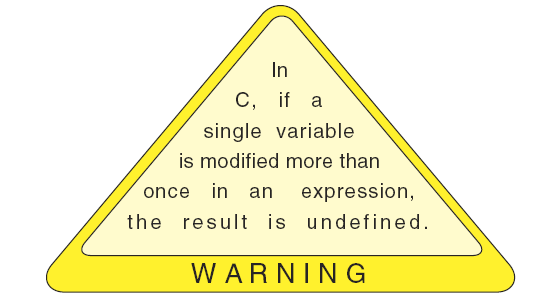 In
C, if a
single variable
is modified more than
once in an expression,
the result is undefined.
WARNING